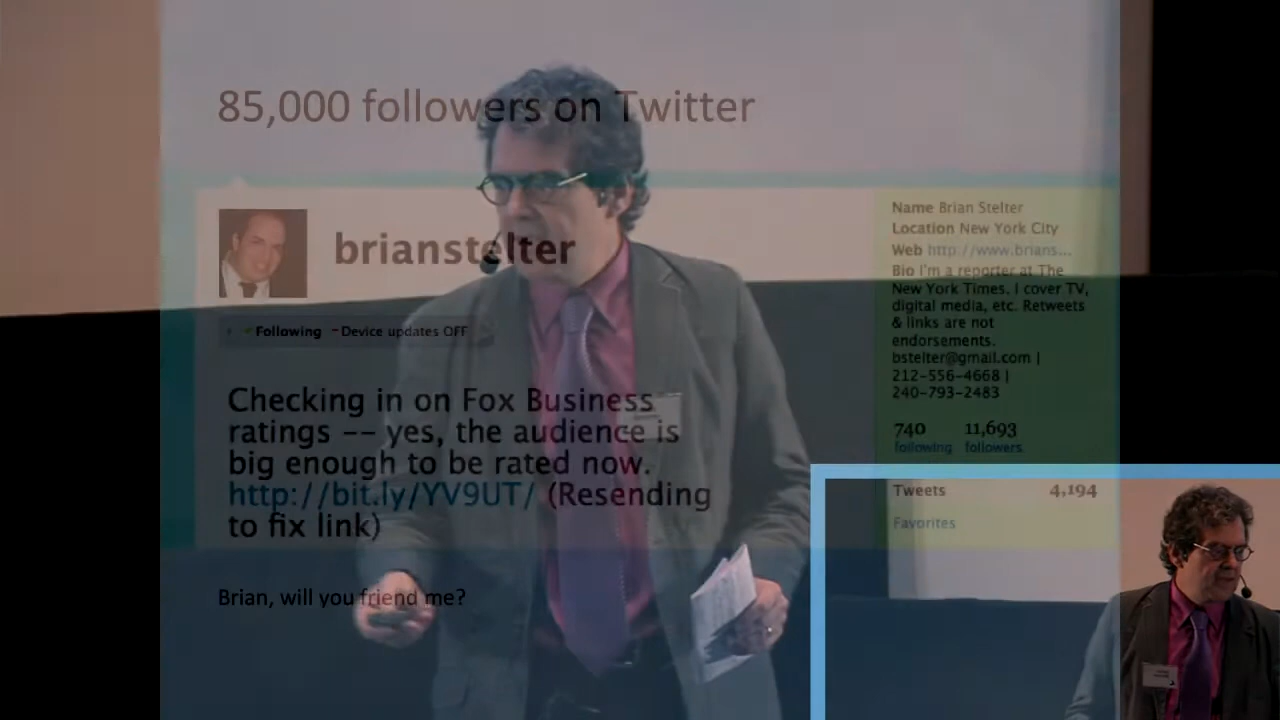 85,000 followers on Twitter
brianstelter
Following – Device updates OFF
Checking in on Fox Business
ratings -- yes, the audience is
big enough to be rated now.
http://bit.ly/YV9UT/ (Resending
to fix link)
Brian, will you friend me?
Name Brian Stelter
Location New York City
Web http://www.brians...
Bio I'm a reporter at The
New York Times. I cover TV,
digital media, etc. Retweets
& links are not
endorsements.
bstelter@gmail.com |
212-556-4668 |
240-793-2483
740 11,693
following followers
Tweets 4,194
Favorites